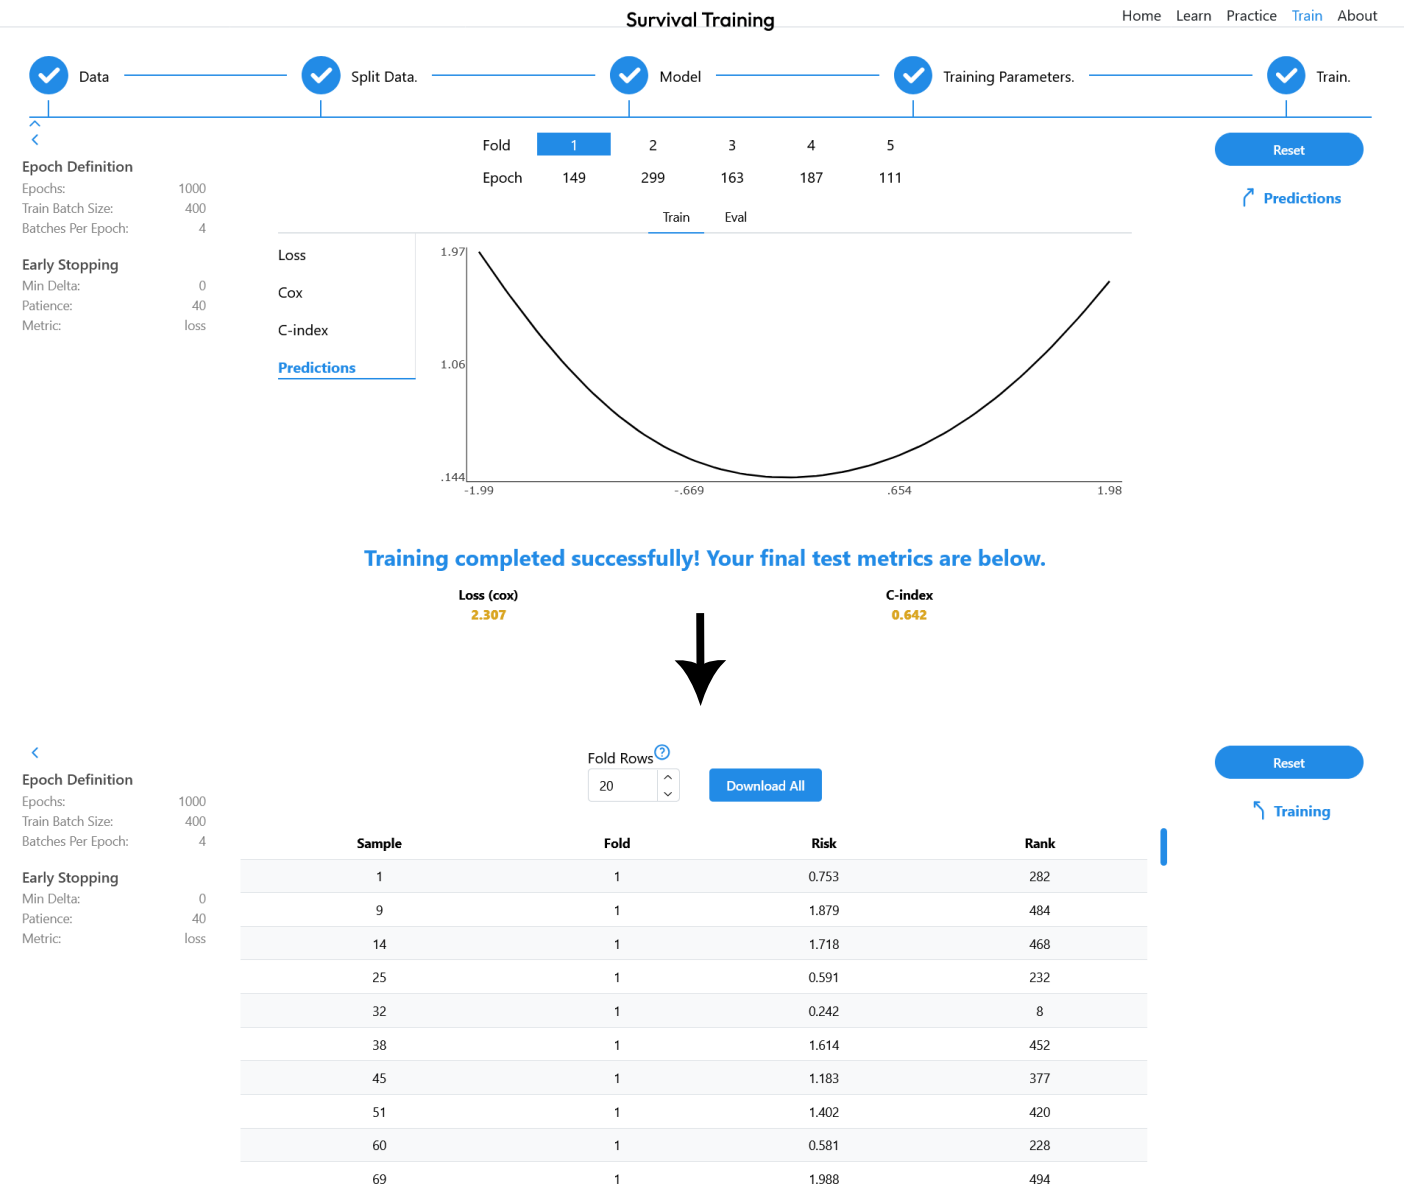 Survival Training
Home Learn Practice Train About
Data Split Data. Model Training Parameters. Train.
Fold 1 2 3 4 5
Epoch 149 299 163 187 111
Reset
Predictions
Epoch Definition
Epochs: 1000
Train Batch Size: 400
Batches Per Epoch: 4
Early Stopping
Min Delta: 0
Patience: 40
Metric: loss
Train Eval
Loss
Cox
C-index
Predictions
1.97
1.06
.144
-1.99 -.669 .654 1.98
Training completed successfully! Your final test metrics are below.
Loss (cox) C-index
2.307 0.642
Epoch Definition
Epochs: 1000
Train Batch Size: 400
Batches Per Epoch: 4
Early Stopping
Min Delta: 0
Patience: 40
Metric: loss
Fold Rows ?
20 Download All
Reset
Training
Sample Fold Risk Rank
1 1 0.753 282
9 1 1.879 484
14 1 1.718 468
25 1 0.591 232
32 1 0.242 8
38 1 1.614 452
45 1 1.183 377
51 1 1.402 420
60 1 0.581 228
69 1 1.988 494